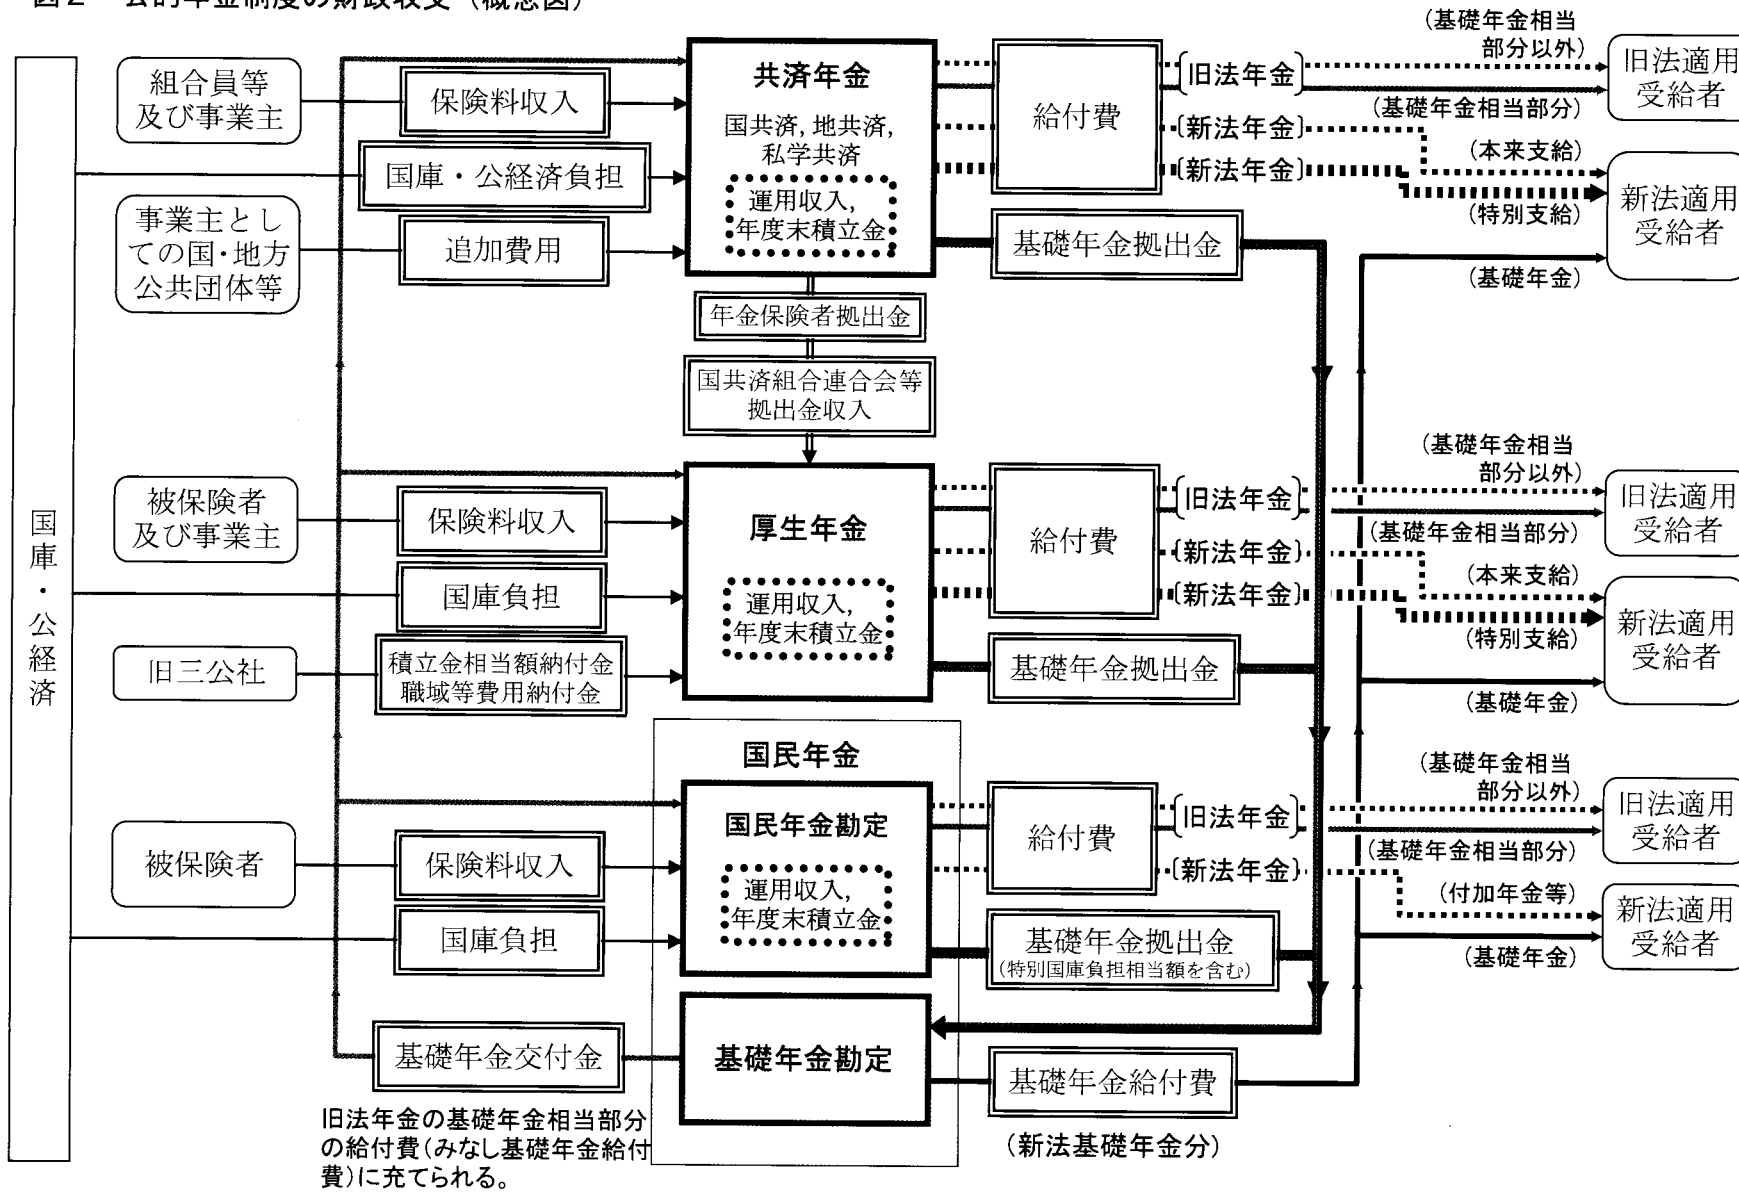 図2 公的年金制度の財政収支（概念図）
国庫・公経済
組合員等
及び事業主
保険料収入
国庫・公経済負担
事業主とし
ての国・地方
公共団体等
追加費用
共済年金
国共済，地共済，
私学共済
運用収入，
年度末積立金
給付費
基礎年金拠出金
〔旧法年金〕
〔新法年金〕
〔新法年金〕
（基礎年金相当
部分以外）
（基礎年金相当部分）
（本来支給）
（特別支給）
（基礎年金）
旧法適用
受給者
新法適用
受給者
年金保険者拠出金
国共済組合連合会等
拠出金収入
被保険者
及び事業主
保険料収入
国庫負担
旧三公社
積立金相当額納付金
職域等費用納付金
厚生年金
運用収入，
年度末積立金
給付費
基礎年金拠出金
〔旧法年金〕
〔新法年金〕
〔新法年金〕
（基礎年金相当
部分以外）
（基礎年金相当部分）
（本来支給）
（特別支給）
（基礎年金）
旧法適用
受給者
新法適用
受給者
国民年金
被保険者
保険料収入
国庫負担
国民年金勘定
運用収入，
年度末積立金
給付費
基礎年金拠出金
（特別国庫負担相当額を含む）
〔旧法年金〕
〔新法年金〕
（基礎年金相当
部分以外）
（基礎年金相当部分）
（付加年金等）
（基礎年金）
旧法適用
受給者
新法適用
受給者
基礎年金交付金
基礎年金勘定
基礎年金給付費
（新法基礎年金分）
旧法年金の基礎年金相当部分
の給付費（みなし基礎年金給付
費）に充てられる。